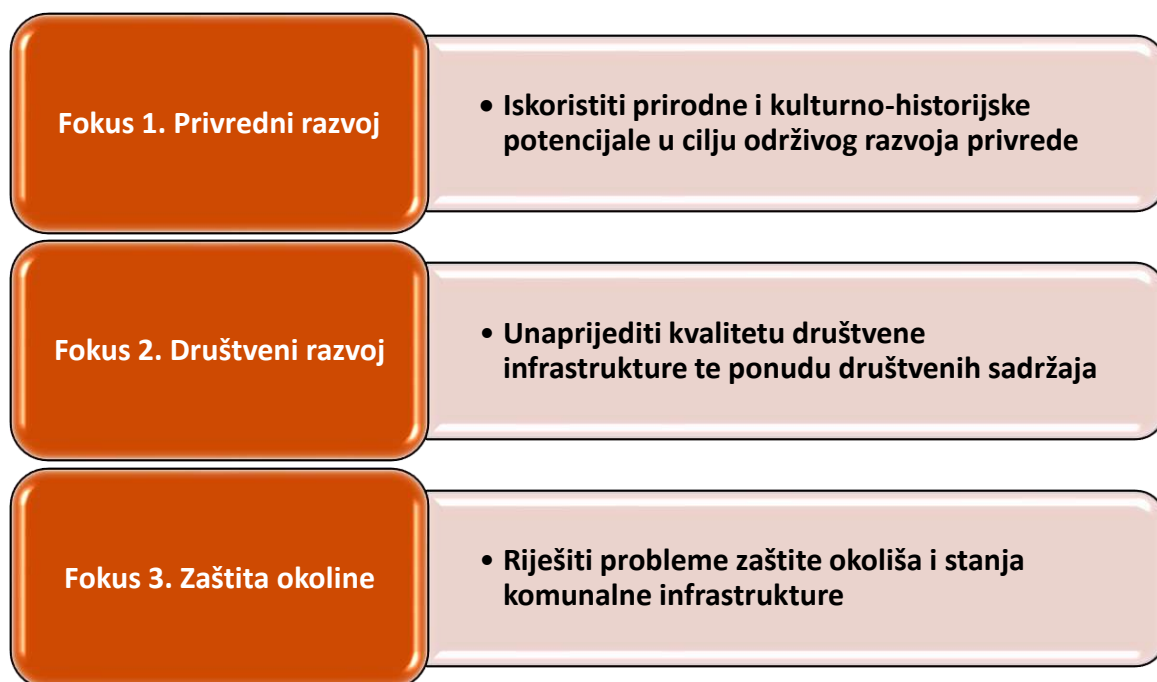 Fokus 1. Privredni razvoj
• Iskoristiti prirodne i kulturno-historijske
potencijale u cilju održivog razvoja privrede
Fokus 2. Društveni razvoj
• Unaprijediti kvalitetu društvene
infrastrukture te ponudu društvenih sadržaja
Fokus 3. Zaštita okoline
• Riješiti probleme zaštite okoliša i stanja
komunalne infrastrukture